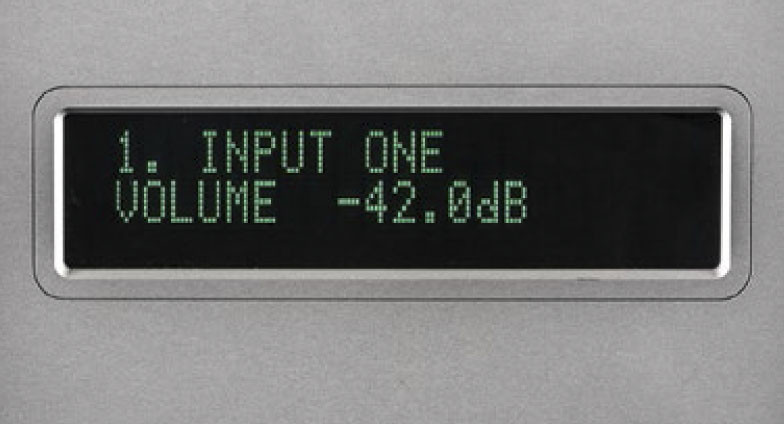 1. INPUT ONE
VOLUME -42.0dB